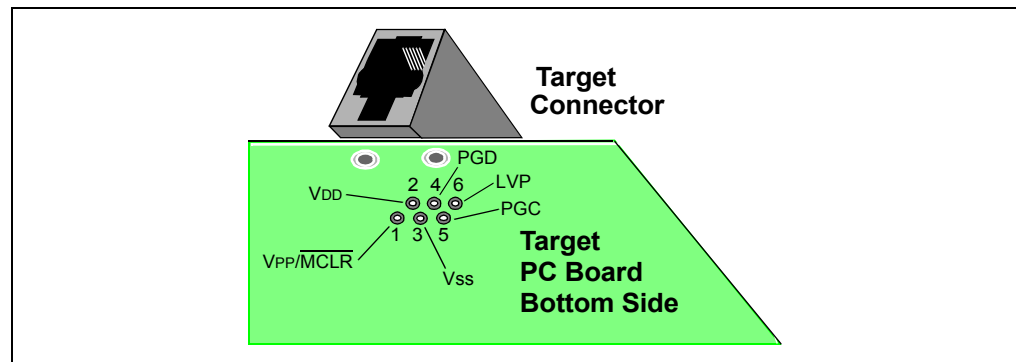 Target
Connector
PGD
2 4 6
LVP
VDD
PGC
1 3 5
VPP/MCLR
Vss
Target
PC Board
Bottom Side